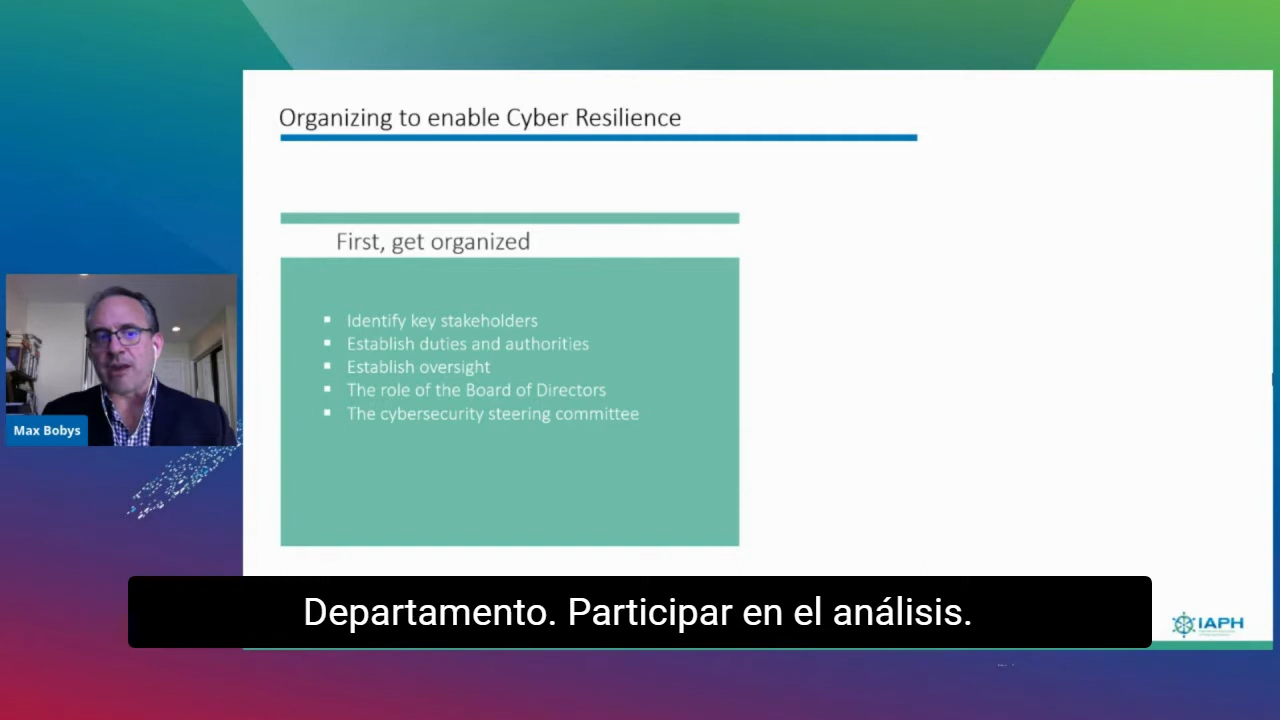 Organizing to enable Cyber Resilience
First, get organized
▪ Identify key stakeholders
▪ Establish duties and authorities
▪ Establish oversight
▪ The role of the Board of Directors
▪ The cybersecurity steering committee
Max Bobys
Departamento. Participar en el análisis.
IAPH